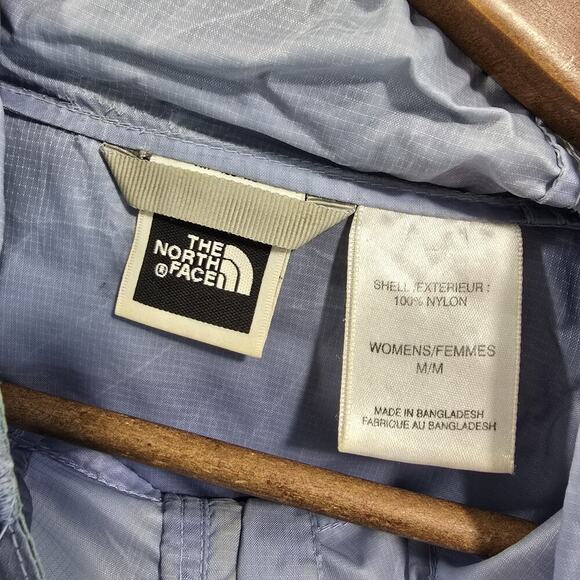 THE
NORTH
® FACE
SHELL/EXTERIEUR :
100% NYLON
WOMENS/FEMMES
M/M
MADE IN BANGLADESH
FABRIQUE AU BANGLADESH